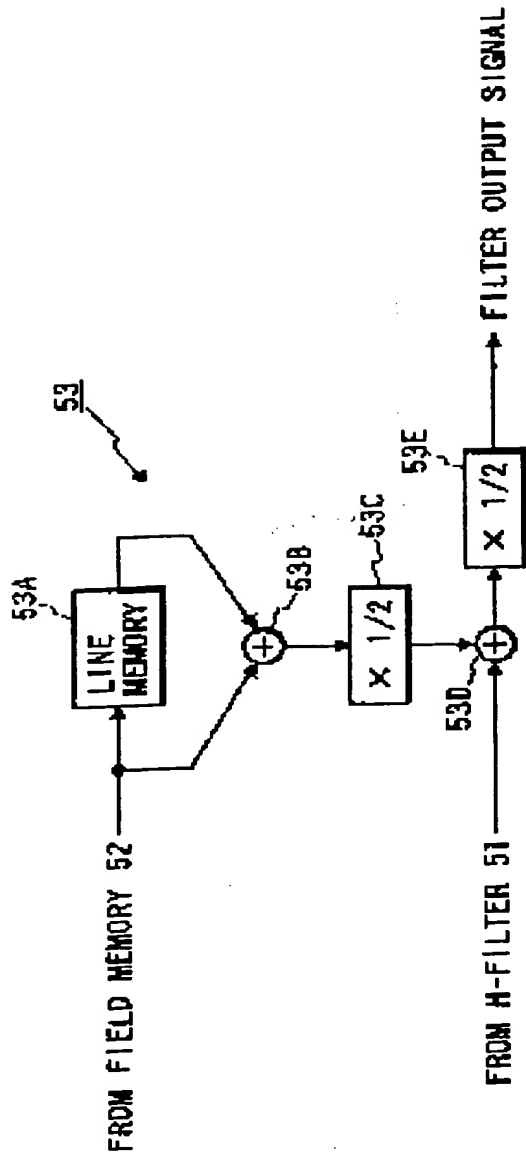 53
53A
LINE
MEMORY
FROM FIELD MEMORY 52
53B
53C
× 1/2
53D
53E
× 1/2
FROM H-FILTER 51
FILTER OUTPUT SIGNAL